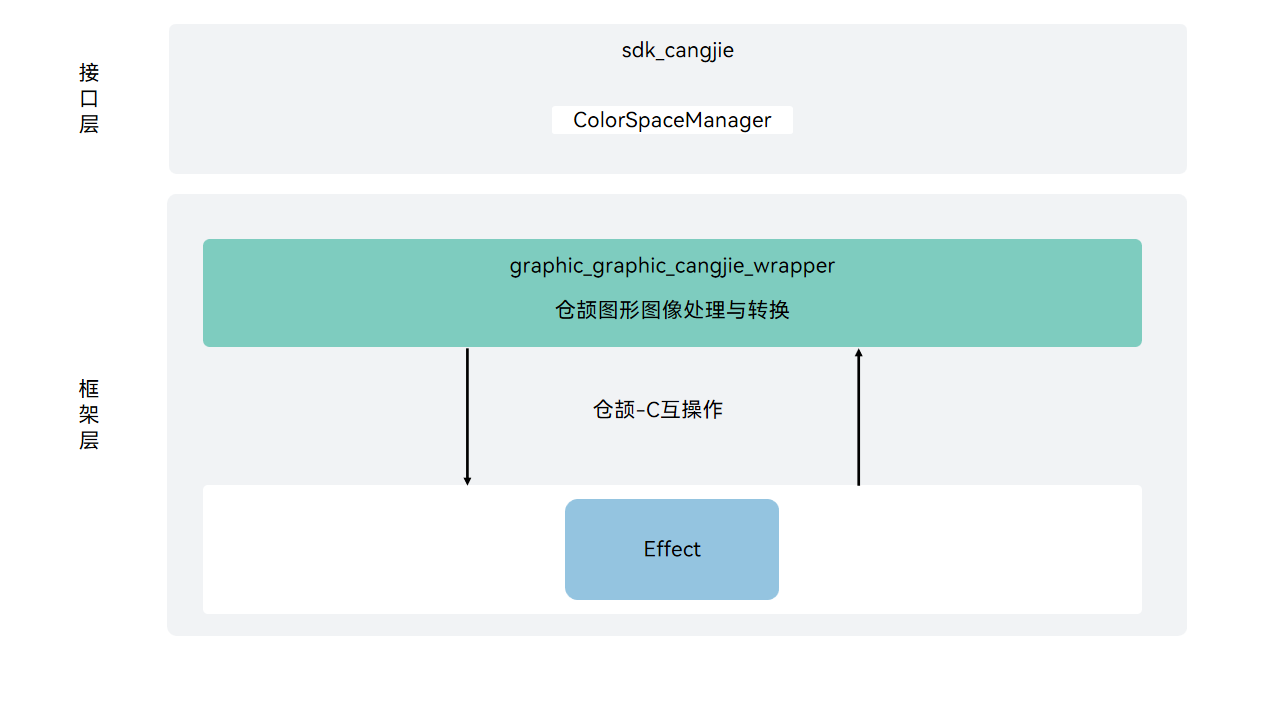 接口层
sdk_cangjie
ColorSpaceManager
框架层
graphic_graphic_cangjie_wrapper
仓颉图形图像处理与转换
仓颉-C互操作
Effect